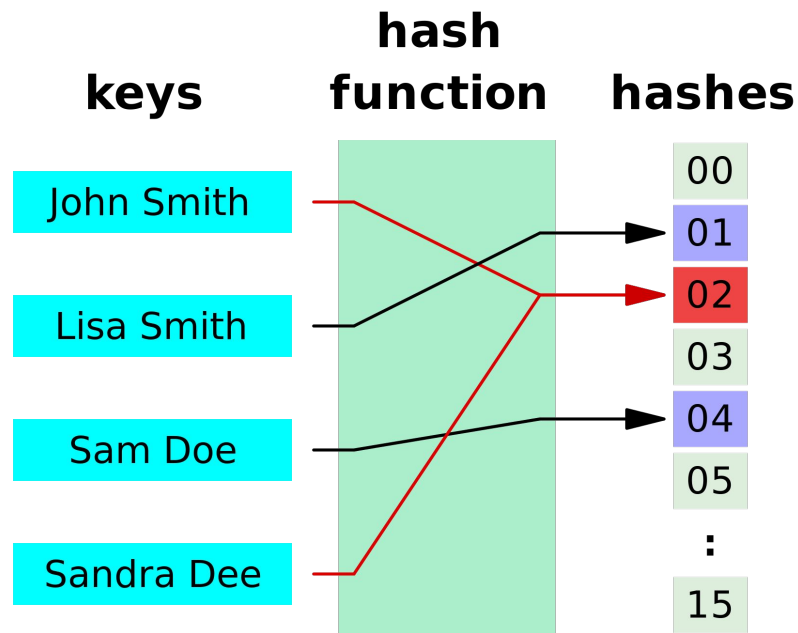 keys
hash
function
hashes
John Smith
Lisa Smith
Sam Doe
Sandra Dee
00
01
02
03
04
05
:
15